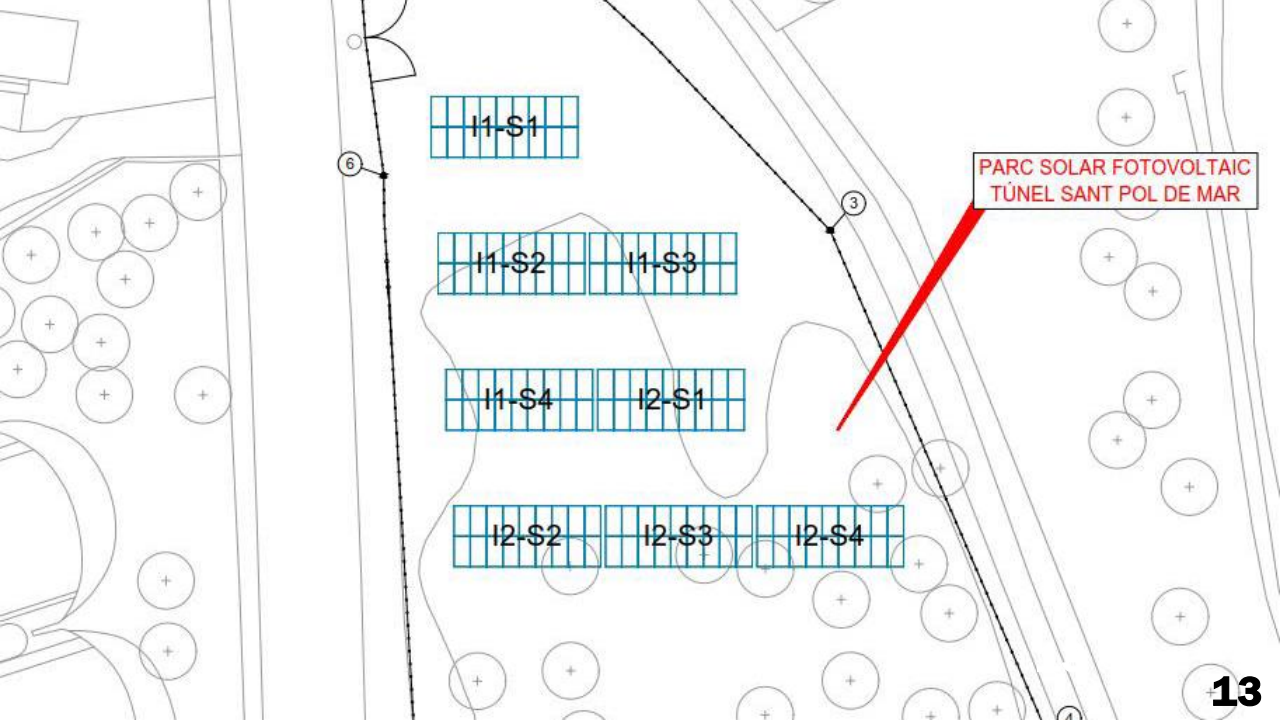 I1-S1
6
PARC SOLAR FOTOVOLTAIC
TÚNEL SANT POL DE MAR
3
I1-S2
I1-S3
I1-S4
I2-S1
I2-S2
I2-S3
I2-S4
13
4